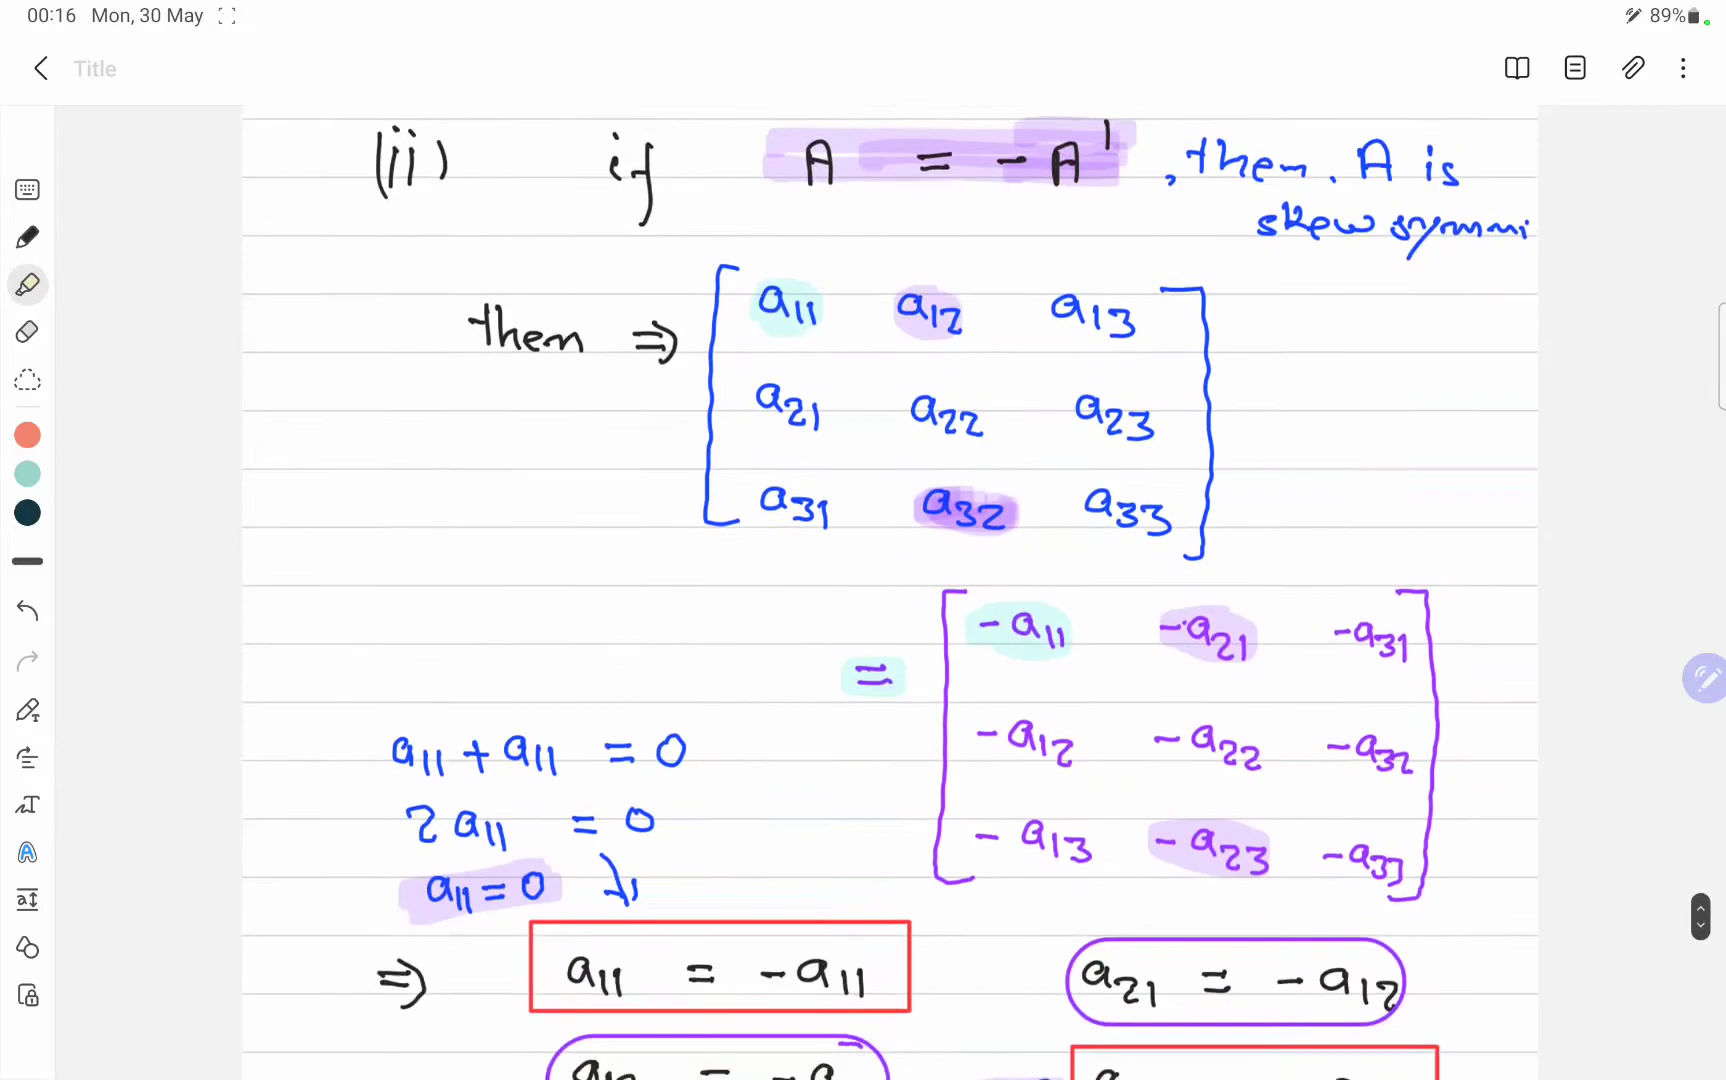 00:16 Mon, 30 May
89%
Title
(ii) if A = -A' , then. A is
skew symmi
then ⇒ [ a11 a12 a13
a21 a22 a23
a31 a32 a33 ]
= [ -a11 -a21 -a31
-a12 -a22 -a32
-a13 -a23 -a33 ]
a11 + a11 = 0
2 a11 = 0
a11 = 0
⇒ a11 = -a11 a21 = -a12